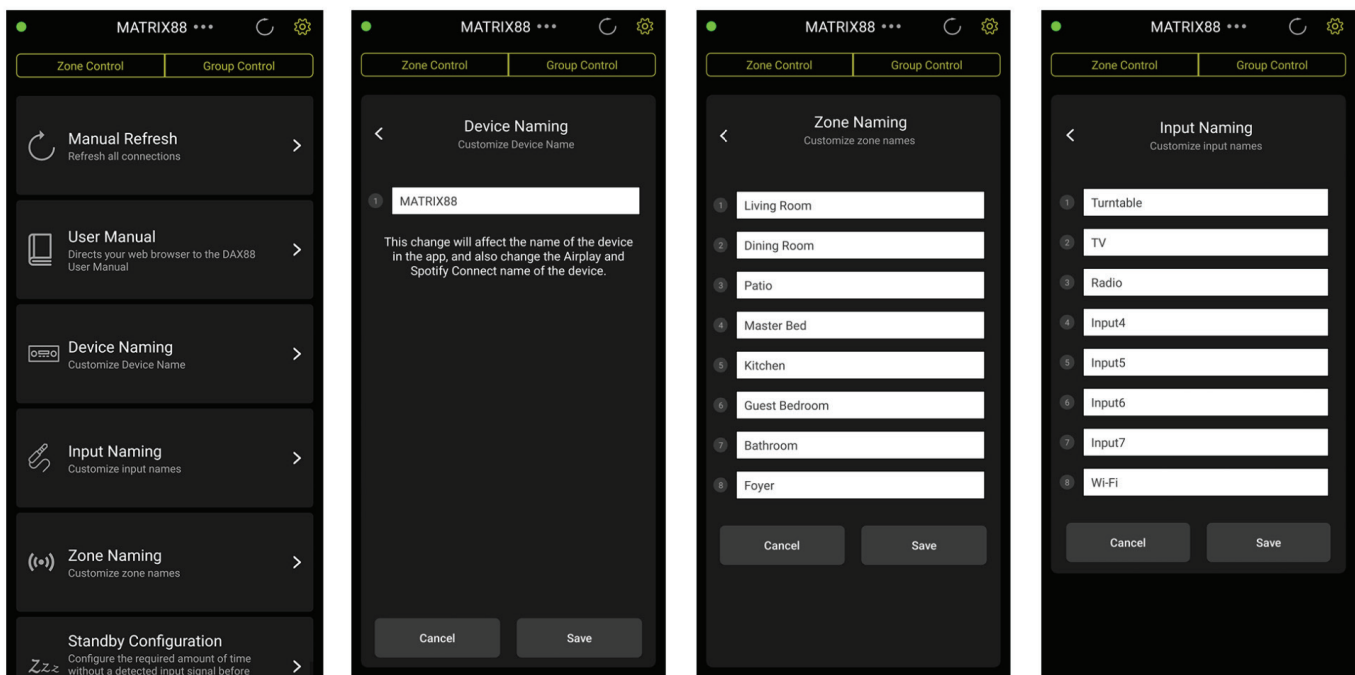 MATRIX88 •••
Zone Control
Group Control
Manual Refresh
Refresh all connections
User Manual
Directs your web browser to the DAX88
User Manual
Device Naming
Customize Device Name
Input Naming
Customize input names
Zone Naming
Customize zone names
Zzz
Standby Configuration
Configure the required amount of time
without a detected input signal before
MATRIX88 •••
Zone Control
Group Control
Device Naming
Customize Device Name
1 MATRIX88
This change will affect the name of the device
in the app, and also change the Airplay and
Spotify Connect name of the device.
Cancel
Save
MATRIX88 •••
Zone Control
Group Control
Zone Naming
Customize zone names
1 Living Room
2 Dining Room
3 Patio
4 Master Bed
5 Kitchen
6 Guest Bedroom
7 Bathroom
8 Foyer
Cancel
Save
MATRIX88 •••
Zone Control
Group Control
Input Naming
Customize input names
1 Turntable
2 TV
3 Radio
4 Input4
5 Input5
6 Input6
7 Input7
8 Wi-Fi
Cancel
Save